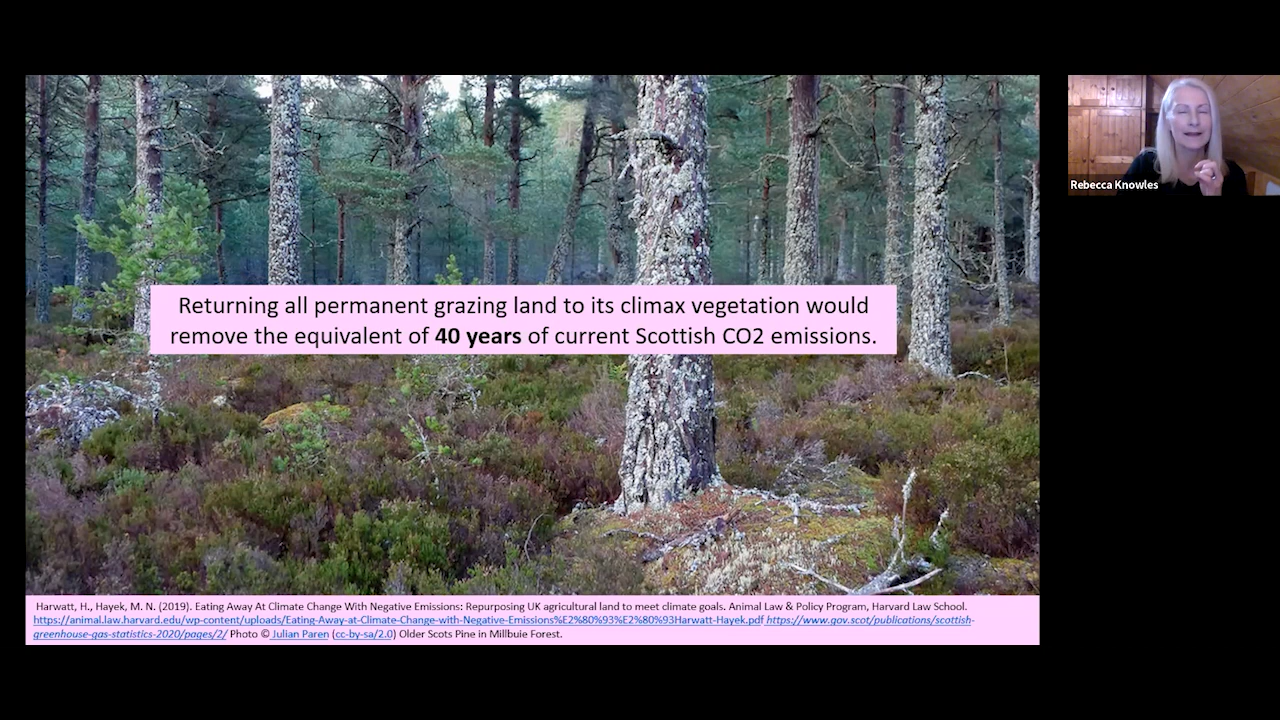 Returning all permanent grazing land to its climax vegetation would
remove the equivalent of 40 years of current Scottish CO2 emissions.
Rebecca Knowles
Harwatt, H., Hayek, M. N. (2019). Eating Away At Climate Change With Negative Emissions: Repurposing UK agricultural land to meet climate goals. Animal Law & Policy Program, Harvard Law School.
https://animal.law.harvard.edu/wp-content/uploads/Eating-Away-at-Climate-Change-with-Negative-Emissions%E2%80%93%E2%80%93Harwatt-Hayek.pdf https://www.gov.scot/publications/scottish-
greenhouse-gas-statistics-2020/pages/2/ Photo © Julian Paren (cc-by-sa/2.0) Older Scots Pine in Millbuie Forest.